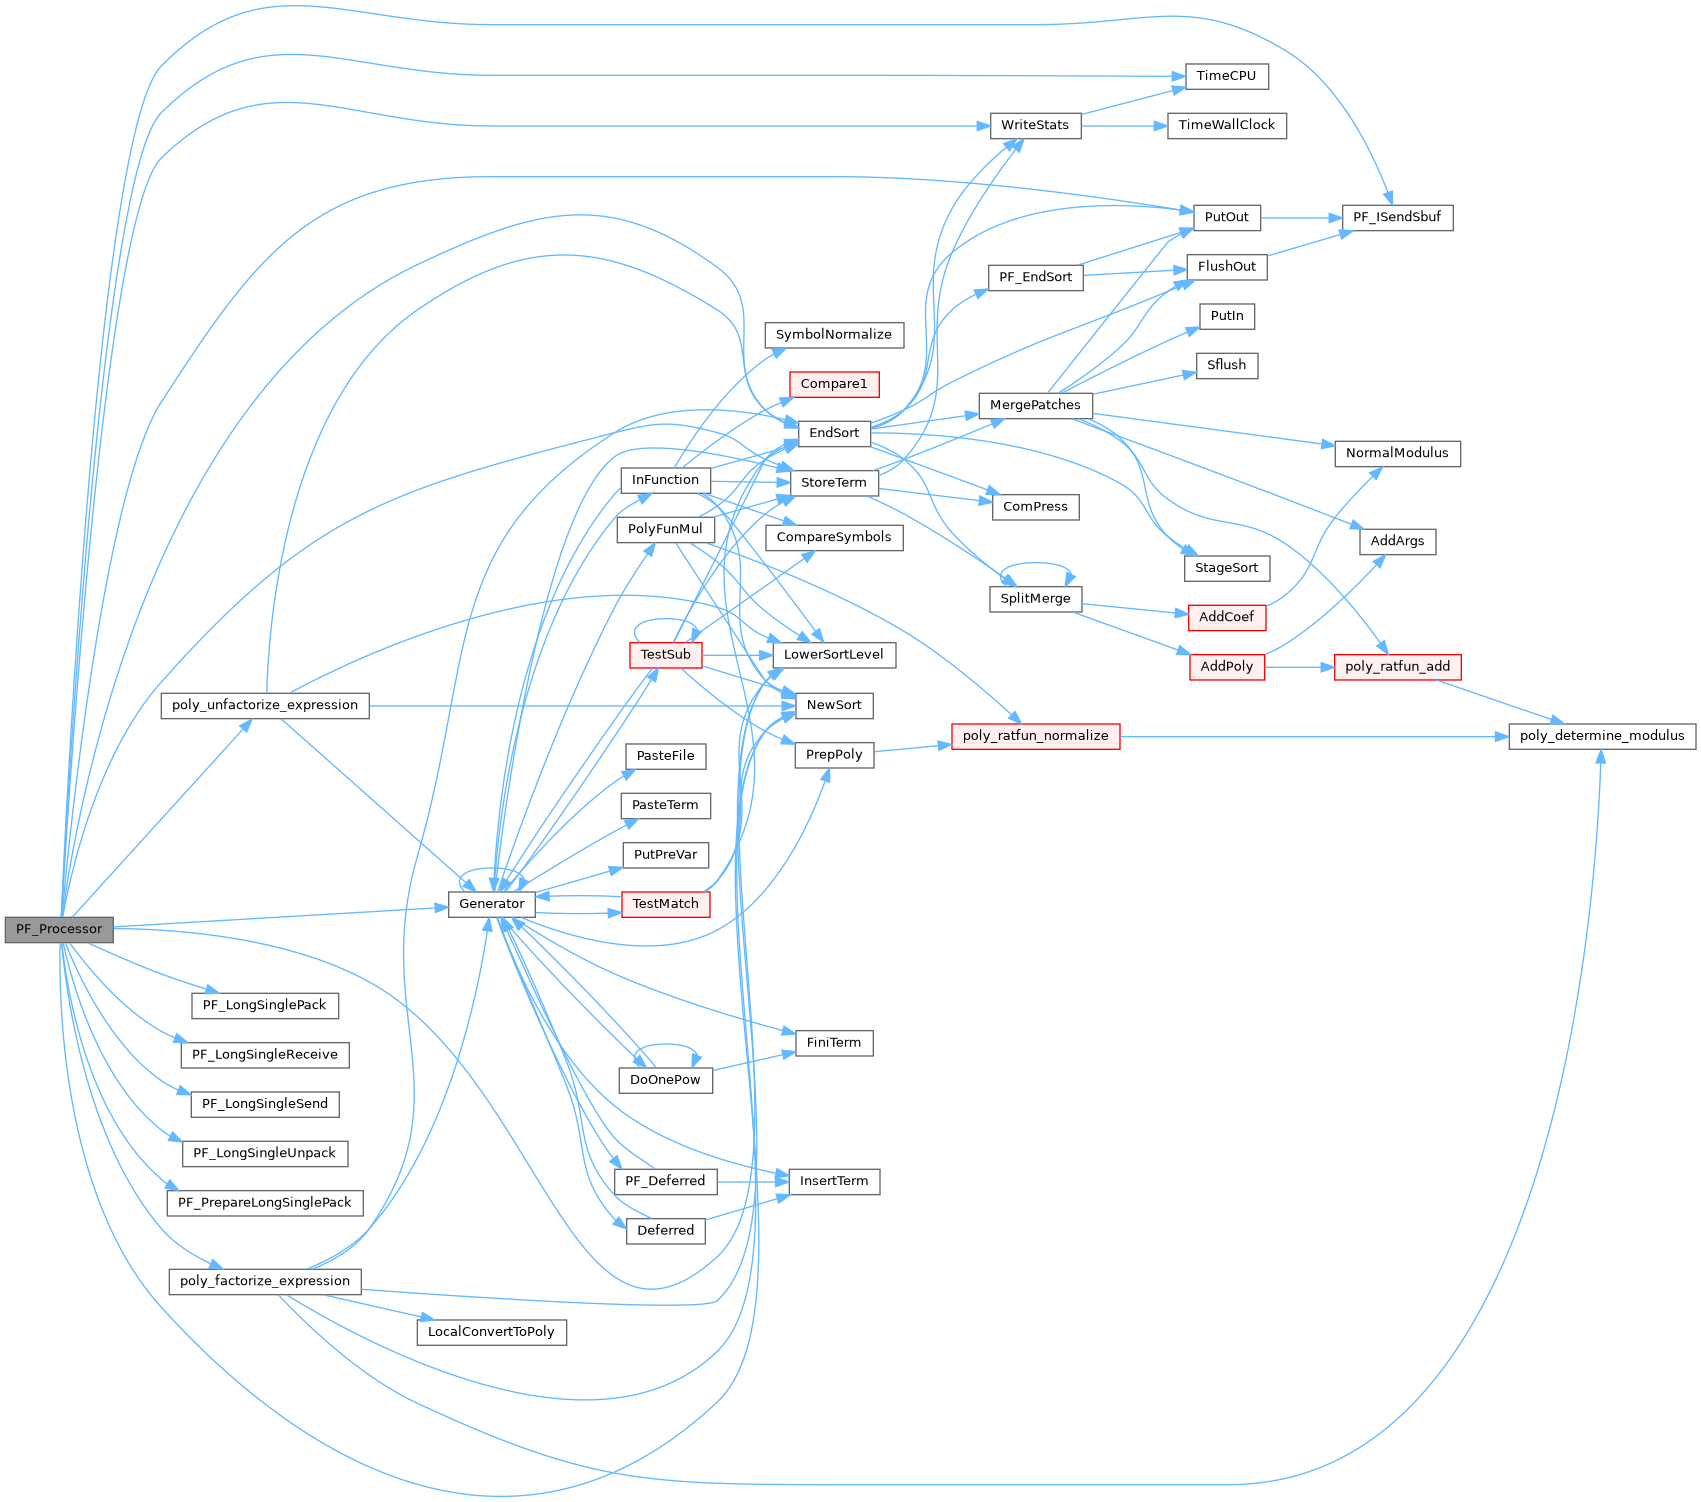 TimeCPU
WriteStats
TimeWallClock
PutOut
PF_ISendSbuf
FlushOut
PF_EndSort
PutIn
SymbolNormalize
Sflush
Compare1
MergePatches
EndSort
NormalModulus
InFunction
StoreTerm
ComPress
PolyFunMul
CompareSymbols
AddArgs
StageSort
SplitMerge
AddCoef
TestSub
LowerSortLevel
AddPoly
poly_ratfun_add
poly_unfactorize_expression
NewSort
poly_ratfun_normalize
poly_determine_modulus
PasteFile
PrepPoly
PasteTerm
PutPreVar
Generator
TestMatch
PF_Processor
PF_LongSinglePack
FiniTerm
PF_LongSingleReceive
DoOnePow
PF_LongSingleSend
PF_LongSingleUnpack
PF_Deferred
InsertTerm
PF_PrepareLongSinglePack
Deferred
poly_factorize_expression
LocalConvertToPoly